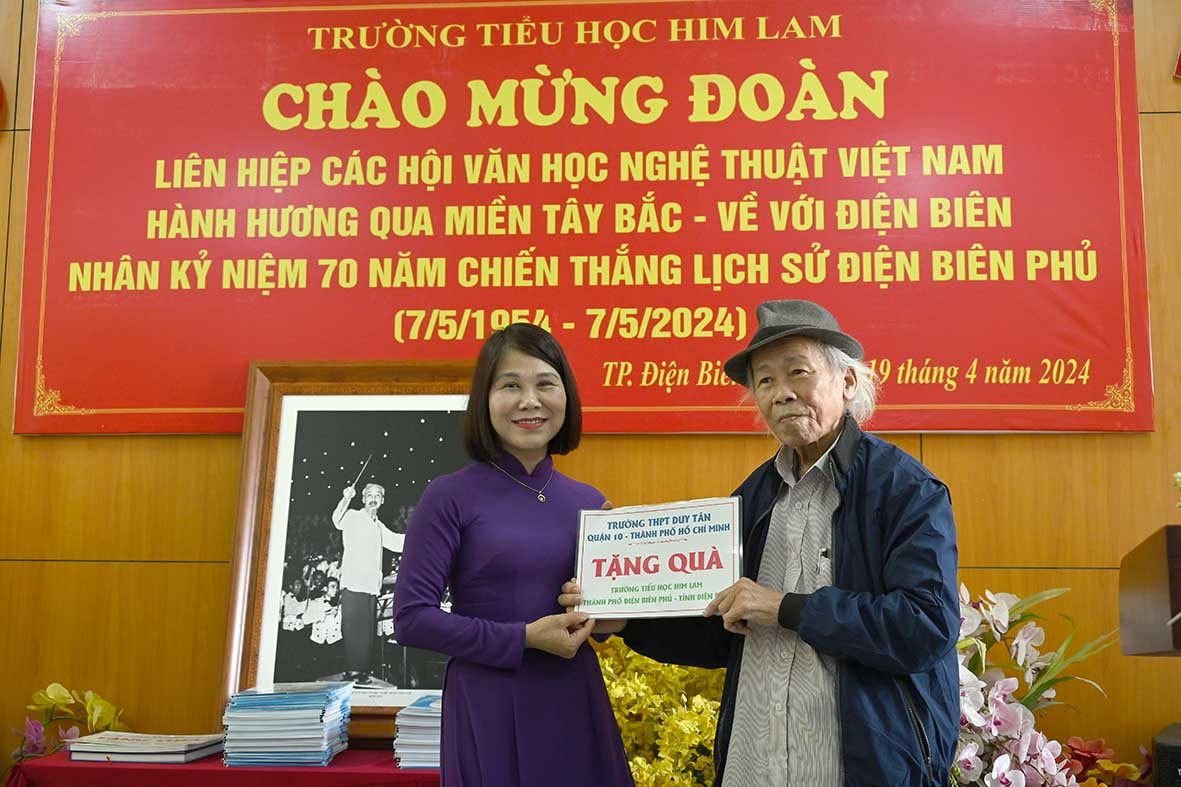 TRƯỜNG TIỂU HỌC HIM LAM
CHÀO MỪNG ĐOÀN
LIÊN HIỆP CÁC HỘI VĂN HỌC NGHỆ THUẬT VIỆT NAM
HÀNH HƯƠNG QUA MIỀN TÂY BẮC - VỀ VỚI ĐIỆN BIÊN
NHÂN KỶ NIỆM 70 NĂM CHIẾN THẮNG LỊCH SỬ ĐIỆN BIÊN PHỦ
(7/5/1954 - 7/5/2024)
TP. Điện Biên 19 tháng 4 năm 2024
TRƯỜNG THPT DUY TÂN
QUẬN 10 - THÀNH PHỐ HỒ CHÍ MINH
TẶNG QUÀ
TRƯỜNG TIỂU HỌC HIM LAM
THÀNH PHỐ ĐIỆN BIÊN PHỦ - TỈNH ĐIỆN